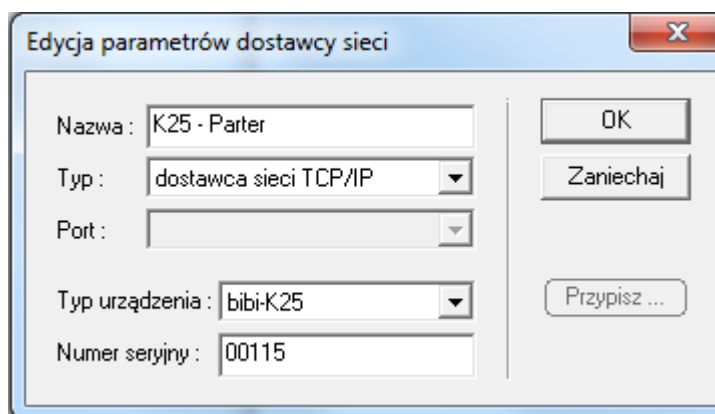 Edycja parametrów dostawcy sieci
Nazwa : K25 - Parter
OK
Typ : dostawca sieci TCP/IP
Zaniechaj
Port :
Typ urządzenia : bibi-K25
Przypisz ...
Numer seryjny : 00115